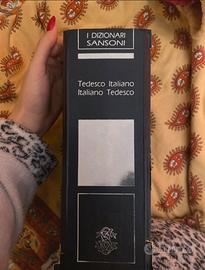 I DIZIONARI
SANSONI
Tedesco Italiano
Italiano Tedesco